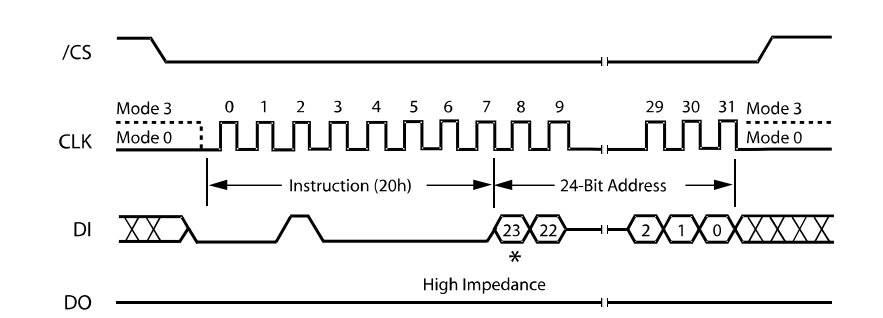 /CS
Mode 3 0 1 2 3 4 5 6 7 8 9 29 30 31 Mode 3
CLK Mode 0 Mode 0
Instruction (20h) 24-Bit Address
DI 23 22 2 1 0
*
High Impedance
DO